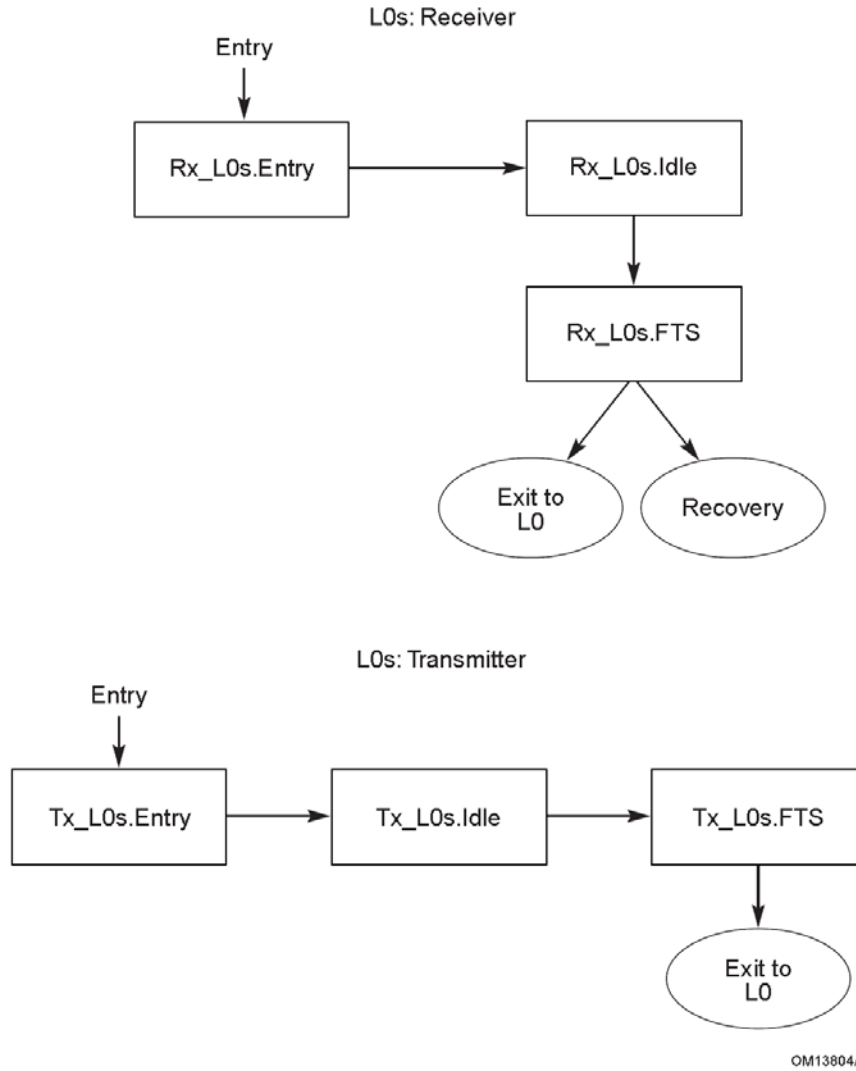 L0s: Receiver
Entry
Rx_L0s.Entry
Rx_L0s.Idle
Rx_L0s.FTS
Exit to
L0
Recovery
L0s: Transmitter
Entry
Tx_L0s.Entry
Tx_L0s.Idle
Tx_L0s.FTS
Exit to
L0
OM13804